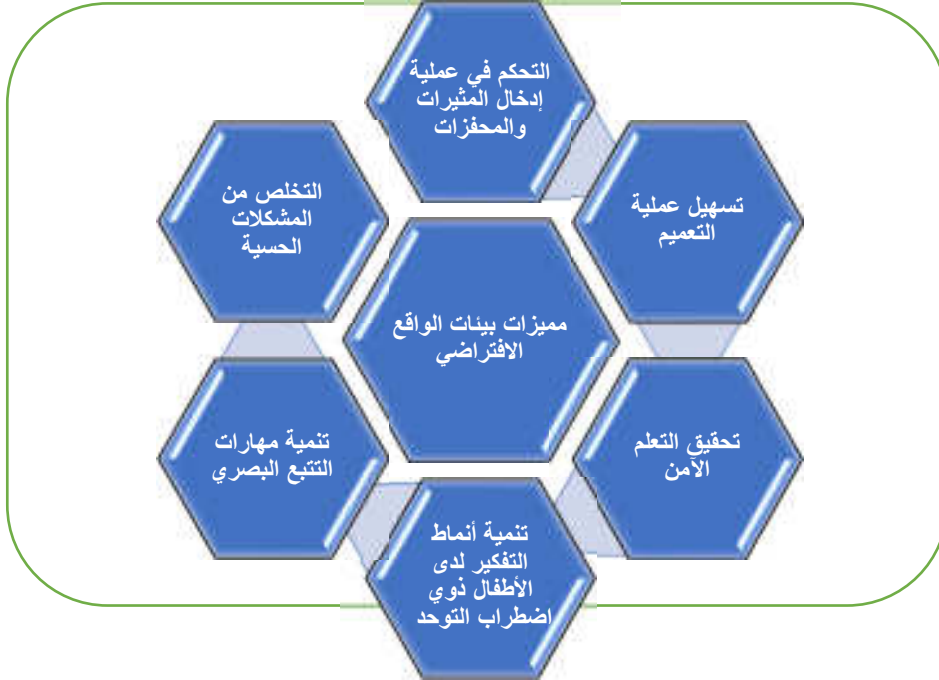 مميزات بيئات الواقع
الافتراضي
التحكم في عملية
إدخال المثيرات
والمحفزات
تسهيل عملية
التعميم
تحقيق التعلم
الآمن
تنمية أنماط
التفكير لدى
الأطفال ذوي
اضطراب التوحد
تنمية مهارات
التتبع البصري
التخلص من
المشكلات
الحسية